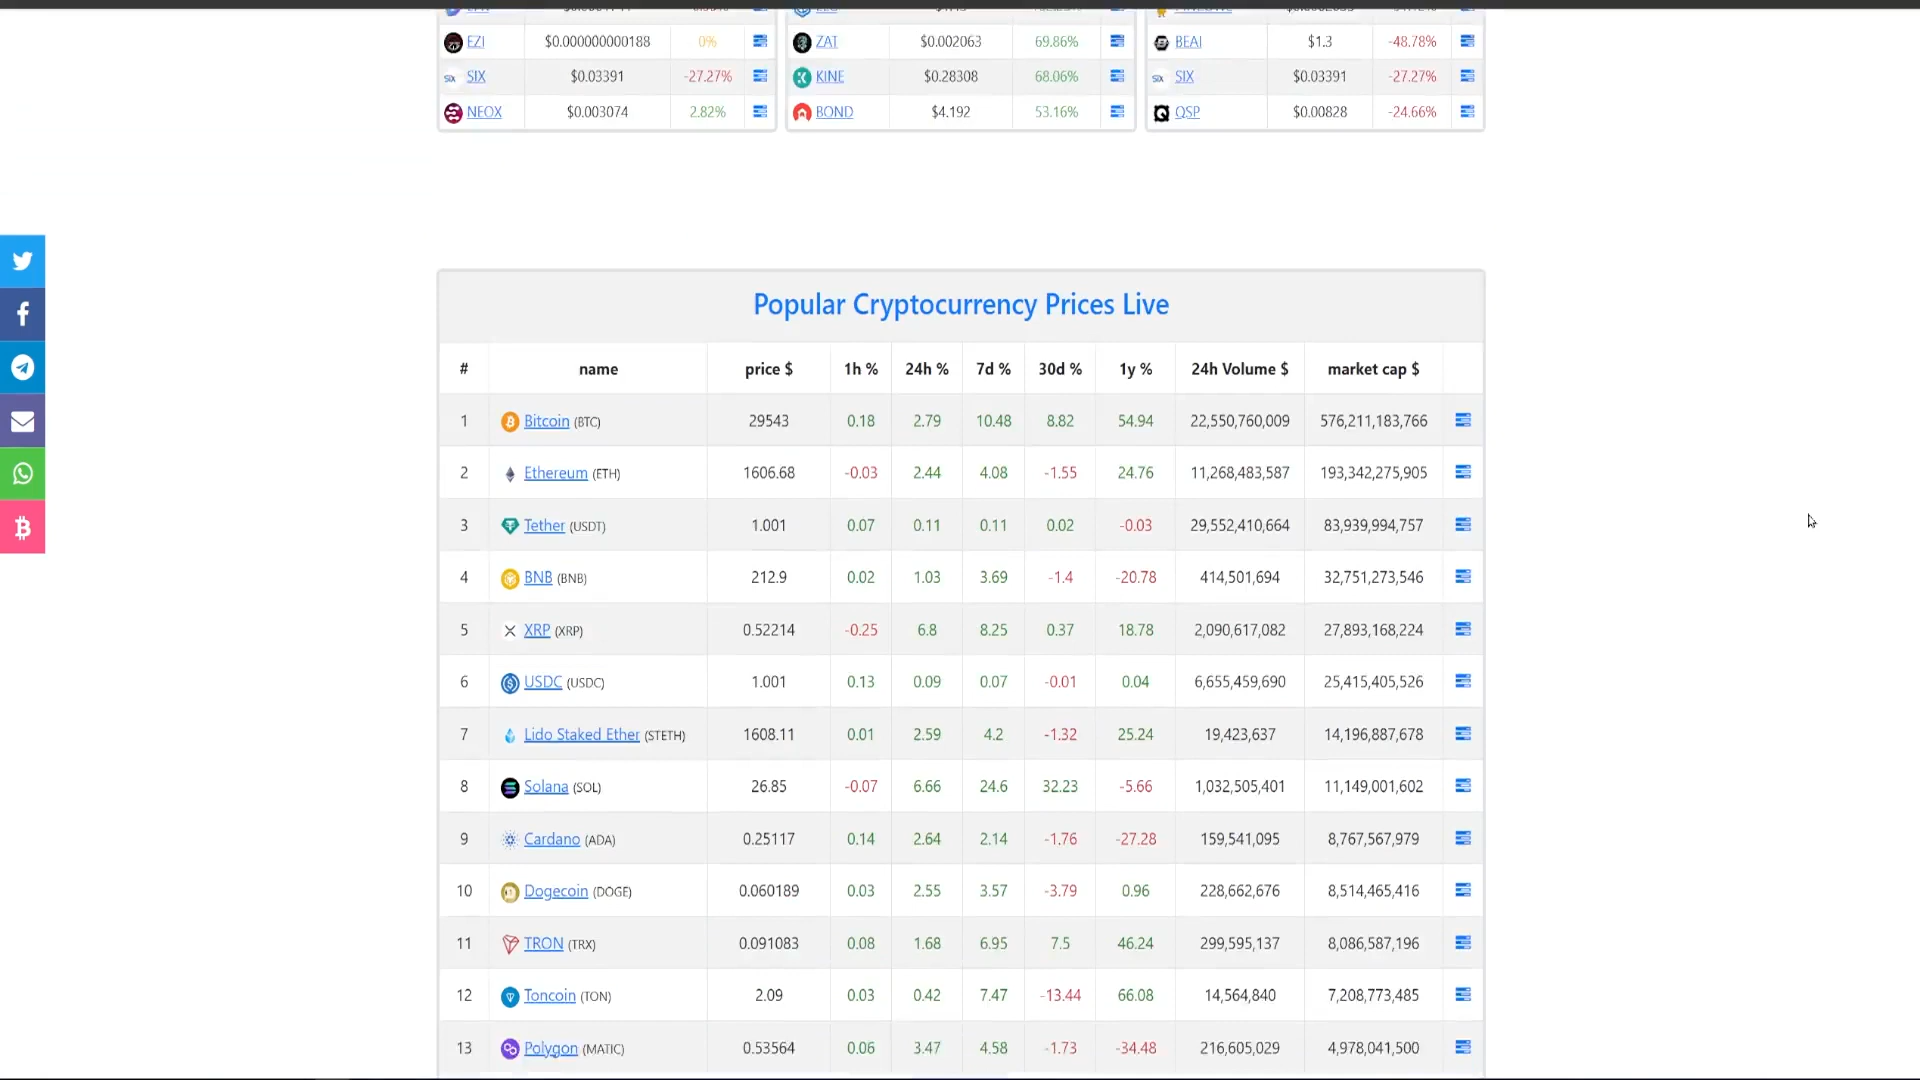 EZI $0.000000000188 0% ZAT $0.002063 69.86% BEAI $1.3 -48.78%
SIX SIX $0.03391 -27.27% KINE $0.28308 68.06% SIX SIX $0.03391 -27.27%
NEOX $0.003074 2.82% BOND $4.192 53.16% QSP $0.00828 -24.66%
Popular Cryptocurrency Prices Live
# name price $ 1h % 24h % 7d % 30d % 1y % 24h Volume $ market cap $
1 Bitcoin (BTC) 29543 0.18 2.79 10.48 8.82 54.94 22,550,760,009 576,211,183,766
2 Ethereum (ETH) 1606.68 -0.03 2.44 4.08 -1.55 24.76 11,268,483,587 193,342,275,905
3 Tether (USDT) 1.001 0.07 0.11 0.11 0.02 -0.03 29,552,410,664 83,939,994,757
4 BNB (BNB) 212.9 0.02 1.03 3.69 -1.4 -20.78 414,501,694 32,751,273,546
5 XRP (XRP) 0.52214 -0.25 6.8 8.25 0.37 18.78 2,090,617,082 27,893,168,224
6 USDC (USDC) 1.001 0.13 0.09 0.07 -0.01 0.04 6,655,459,690 25,415,405,526
7 Lido Staked Ether (STETH) 1608.11 0.01 2.59 4.2 -1.32 25.24 19,423,637 14,196,887,678
8 Solana (SOL) 26.85 -0.07 6.66 24.6 32.23 -5.66 1,032,505,401 11,149,001,602
9 Cardano (ADA) 0.25117 0.14 2.64 2.14 -1.76 -27.28 159,541,095 8,767,567,979
10 Dogecoin (DOGE) 0.060189 0.03 2.55 3.57 -3.79 0.96 228,662,676 8,514,465,416
11 TRON (TRX) 0.091083 0.08 1.68 6.95 7.5 46.24 299,595,137 8,086,587,196
12 Toncoin (TON) 2.09 0.03 0.42 7.47 -13.44 66.08 14,564,840 7,208,773,485
13 Polygon (MATIC) 0.53564 0.06 3.47 4.58 -1.73 -34.48 216,605,029 4,978,041,500